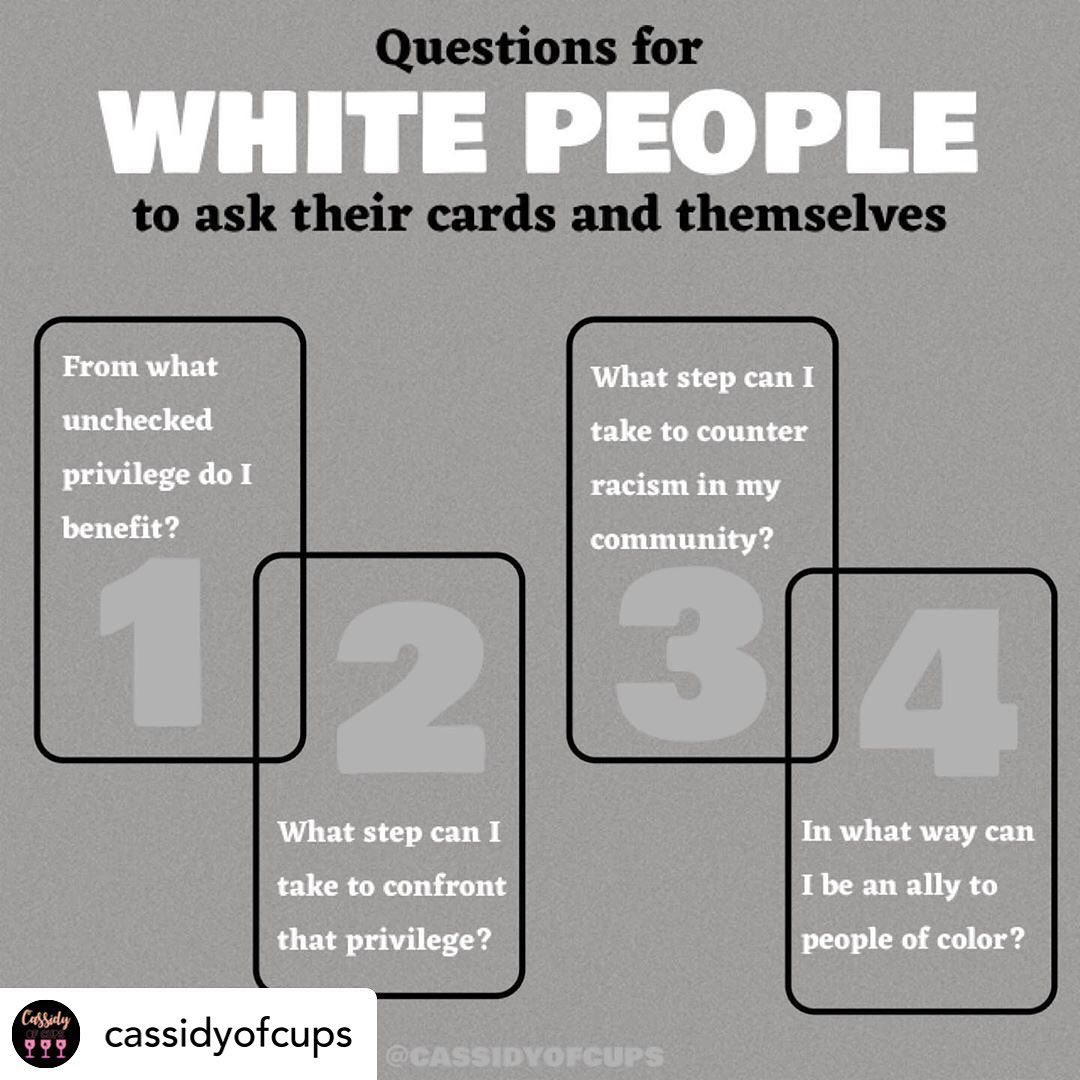 Questions for
WHITE PEOPLE
to ask their cards and themselves
From what
unchecked
privilege do I
benefit?
1
2
What step can I
take to confront
that privilege?
What step can I
take to counter
racism in my
community?
3
4
In what way can
I be an ally to
people of color?
Cassidy
OF CUPS
cassidyofcups
@CASSIDYOFCUPS